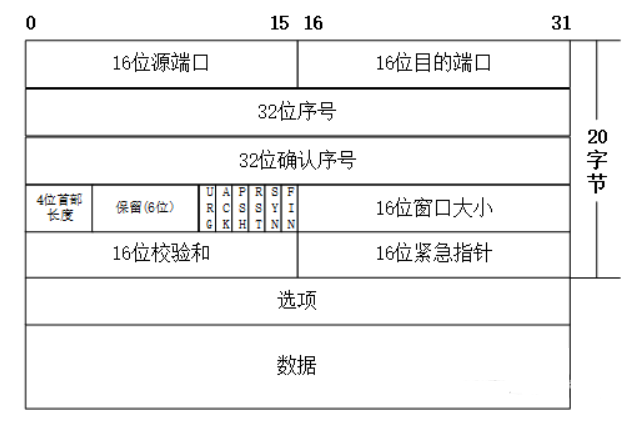 0 15 16 31
16位源端口 16位目的端口
32位序号
32位确认序号
4位首部长度 保留(6位) URG ACK PSH RST SYN FIN 16位窗口大小
16位校验和 16位紧急指针
选项
数据
20字节